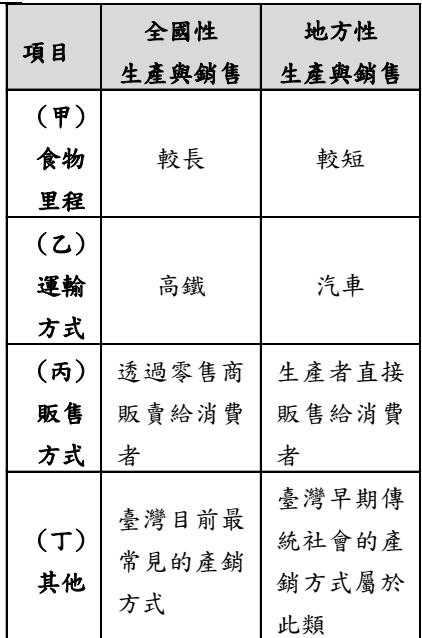 項目
全國性
生產與銷售
地方性
生產與銷售
（甲）
食物
里程
較長
較短
（乙）
運輸
方式
高鐵
汽車
（丙）
販售
方式
透過零售商
販賣給消費
者
生產者直接
販售給消費
者
（丁）
其他
臺灣目前最
常見的產銷
方式
臺灣早期傳
統社會的產
銷方式屬於
此類